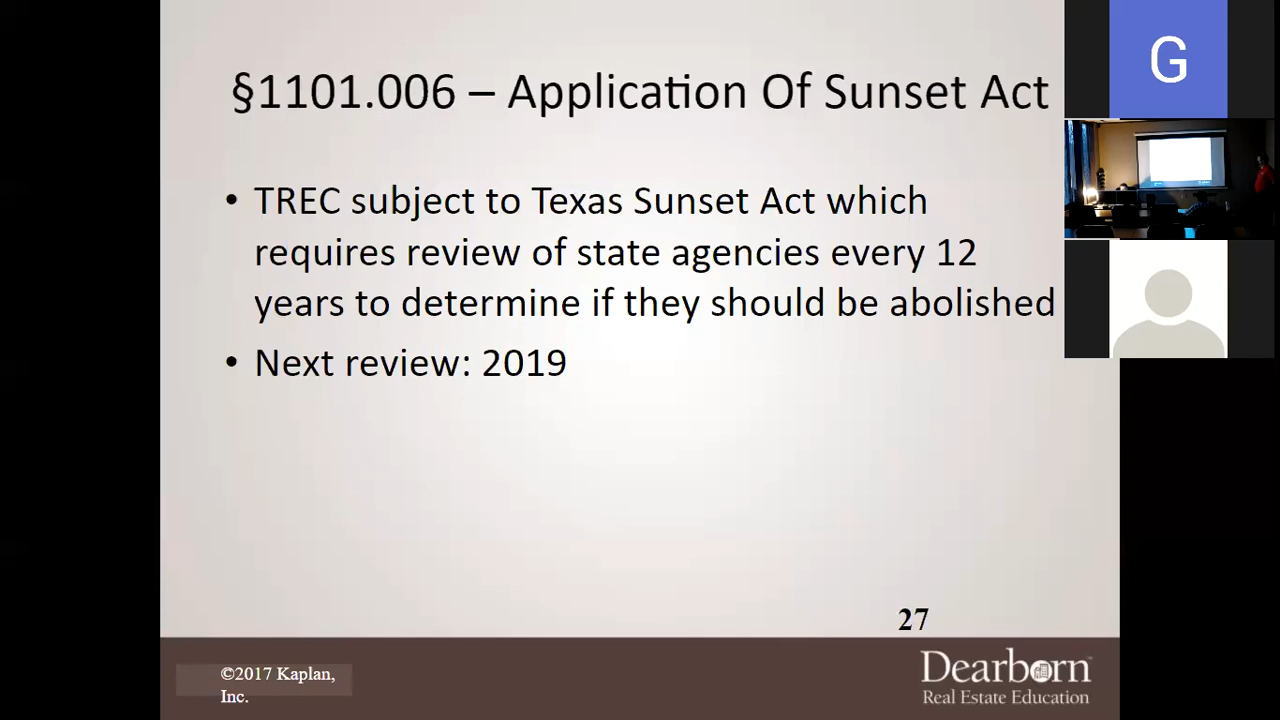 §1101.006 – Application Of Sunset Act
• TREC subject to Texas Sunset Act which
requires review of state agencies every 12
years to determine if they should be abolished
• Next review: 2019
27
©2017 Kaplan,
Inc.
Dearborn
Real Estate Education
G